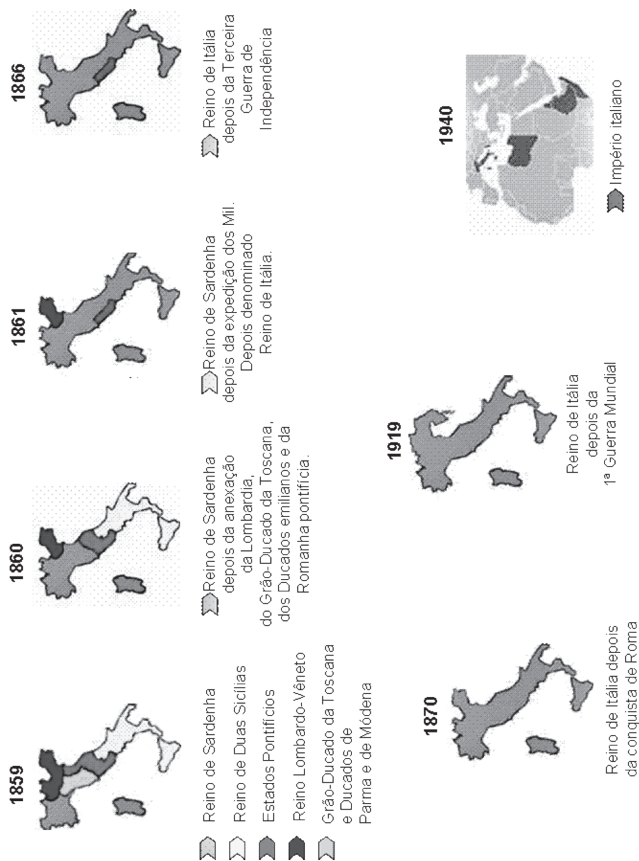 1859
Reino de Sardenha
Reino de Duas Sicílias
Estados Pontifícios
Reino Lombardo-Vêneto
Grão-Ducado da Toscana
e Ducados de
Parma e de Módena
1860
Reino de Sardenha
depois da anexação
da Lombardia,
do Grão-Ducado da Toscana,
dos Ducados emilianos e da
Romanha pontifícia.
1861
Reino de Sardenha
depois da expedição dos Mil.
Depois denominado
Reino de Itália.
1866
Reino de Itália
depois da Terceira
Guerra de
Independência
1870
Reino de Itália depois
da conquista de Roma
1919
Reino de Itália
depois da
1ª Guerra Mundial
1940
Império italiano